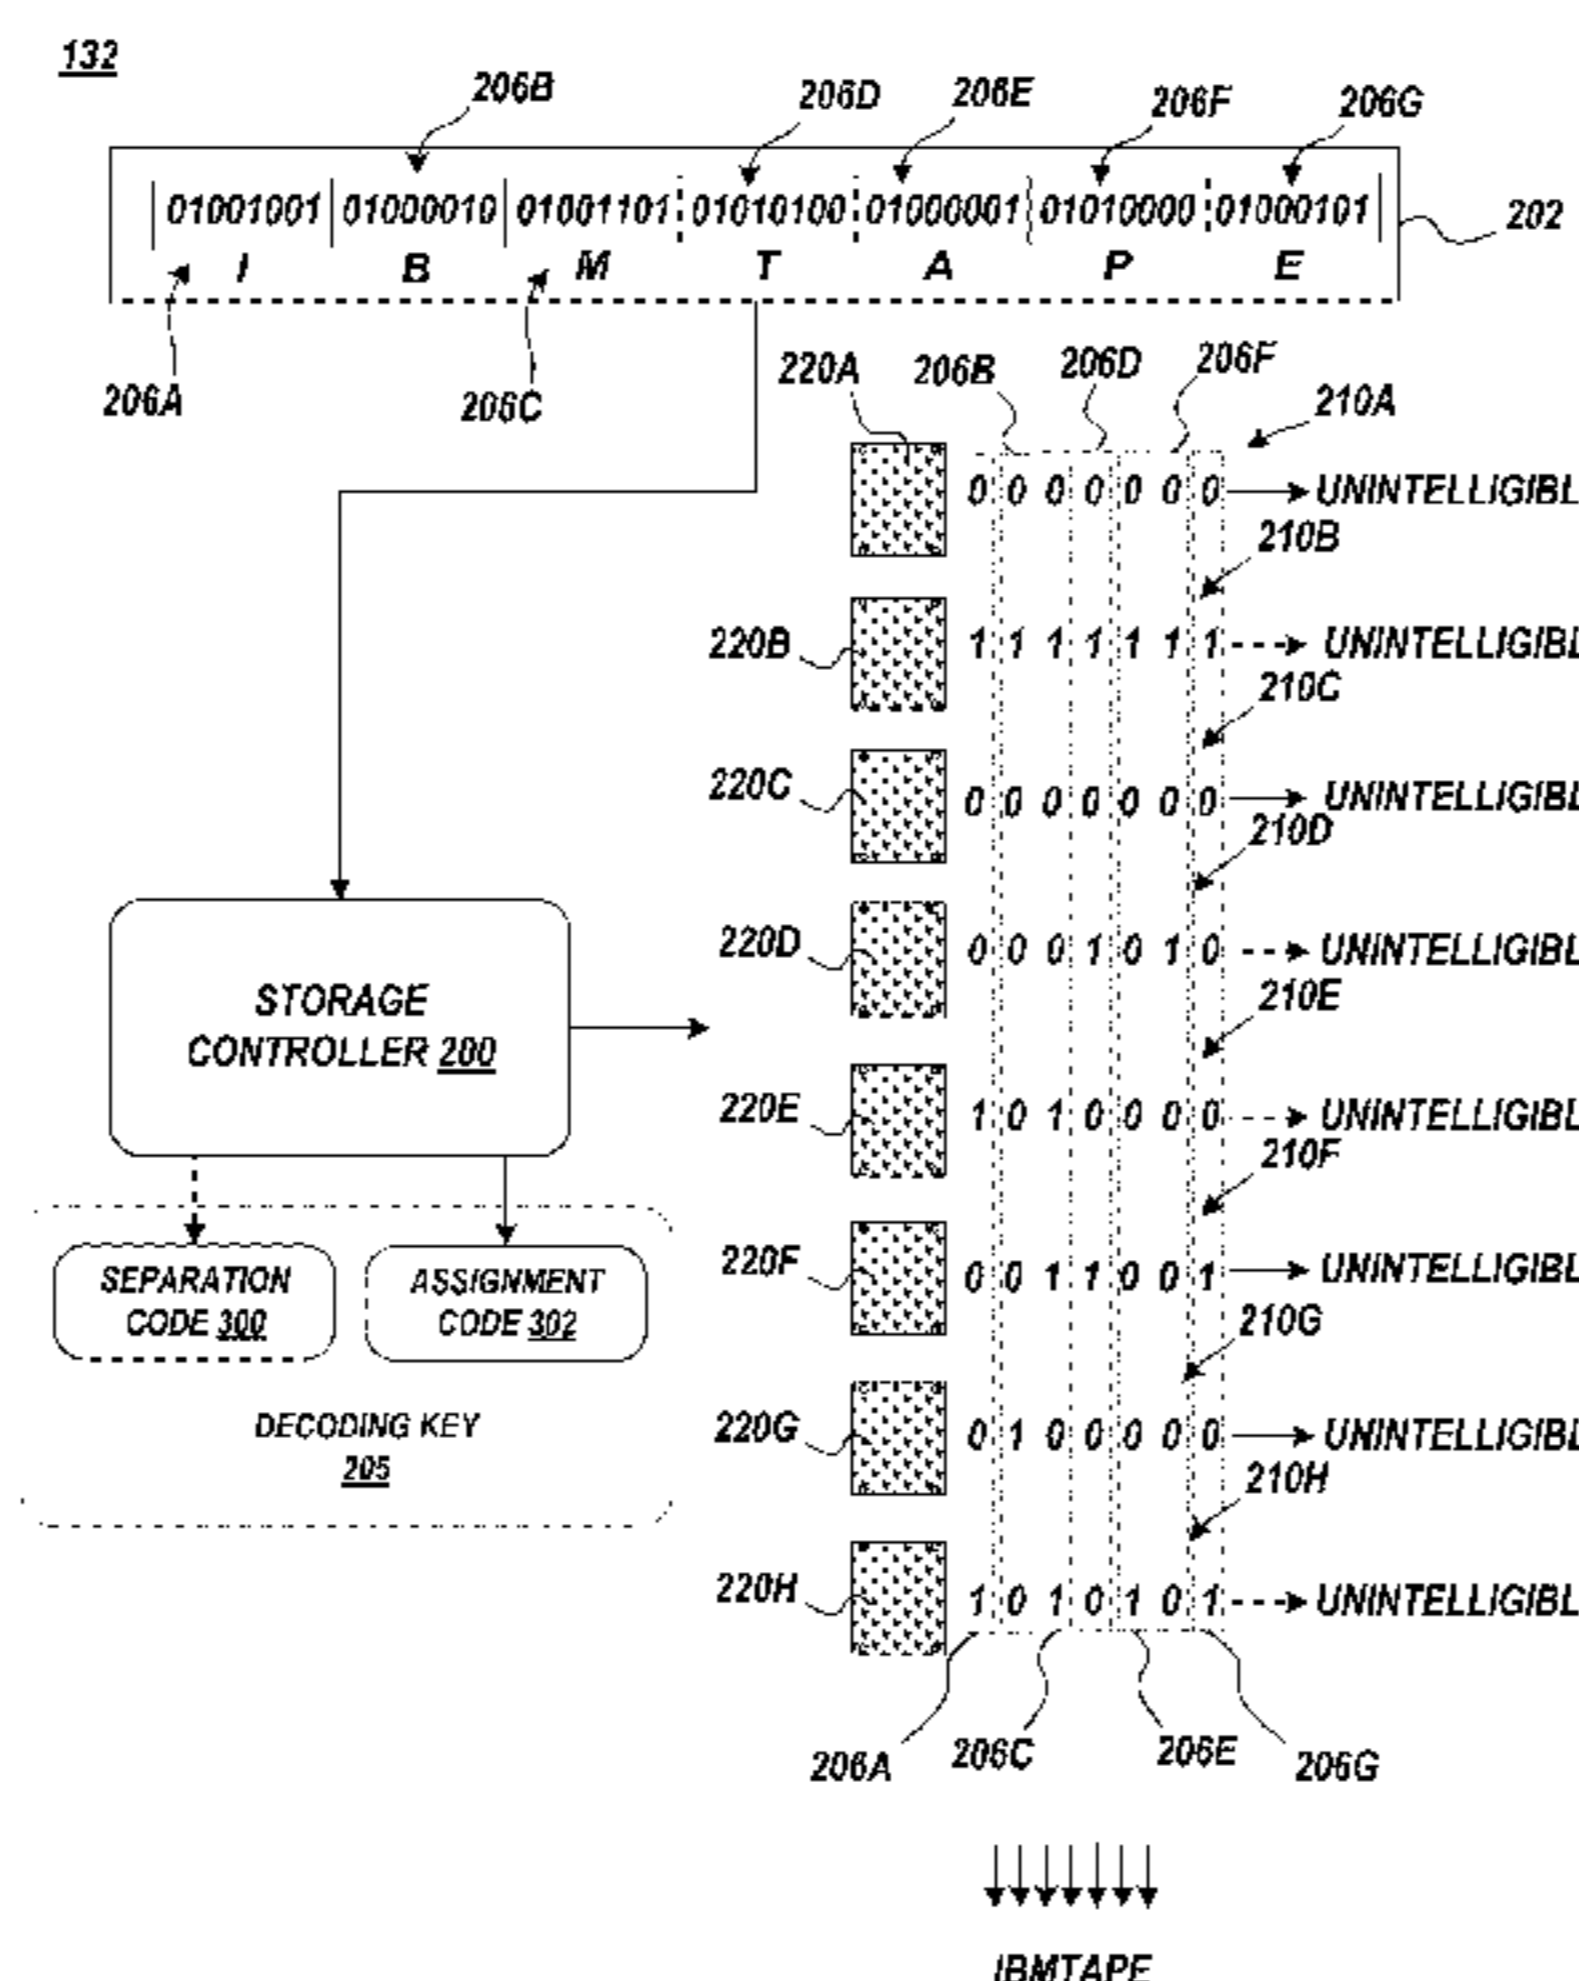 132
206B 206D 206E 206F 206G
01001001 01000010 01001101 01010100 01000001 01010000 01000101
202
I B M T A P E
206A 206C
220A 206B 206D 206F
210A
0 0 0 0 0 0 0 UNINTELLIGIBL
210B
220B 1 1 1 1 1 1 1 UNINTELLIGIBL
210C
220C 0 0 0 0 0 0 0 UNINTELLIGIBL
210D
220D 0 0 0 1 0 1 0 UNINTELLIGIBL
210E
STORAGE
CONTROLLER 200
220E 1 0 1 0 0 0 0 UNINTELLIGIBL
210F
220F 0 0 1 1 0 0 1 UNINTELLIGIBL
SEPARATION
CODE 300
ASSIGNMENT
CODE 302
210G
DECODING KEY
205
220G 0 1 0 0 0 0 0 UNINTELLIGIBL
210H
220H 1 0 1 0 1 0 1 UNINTELLIGIBL
206A 206C 206E 206G
IBMTAPE